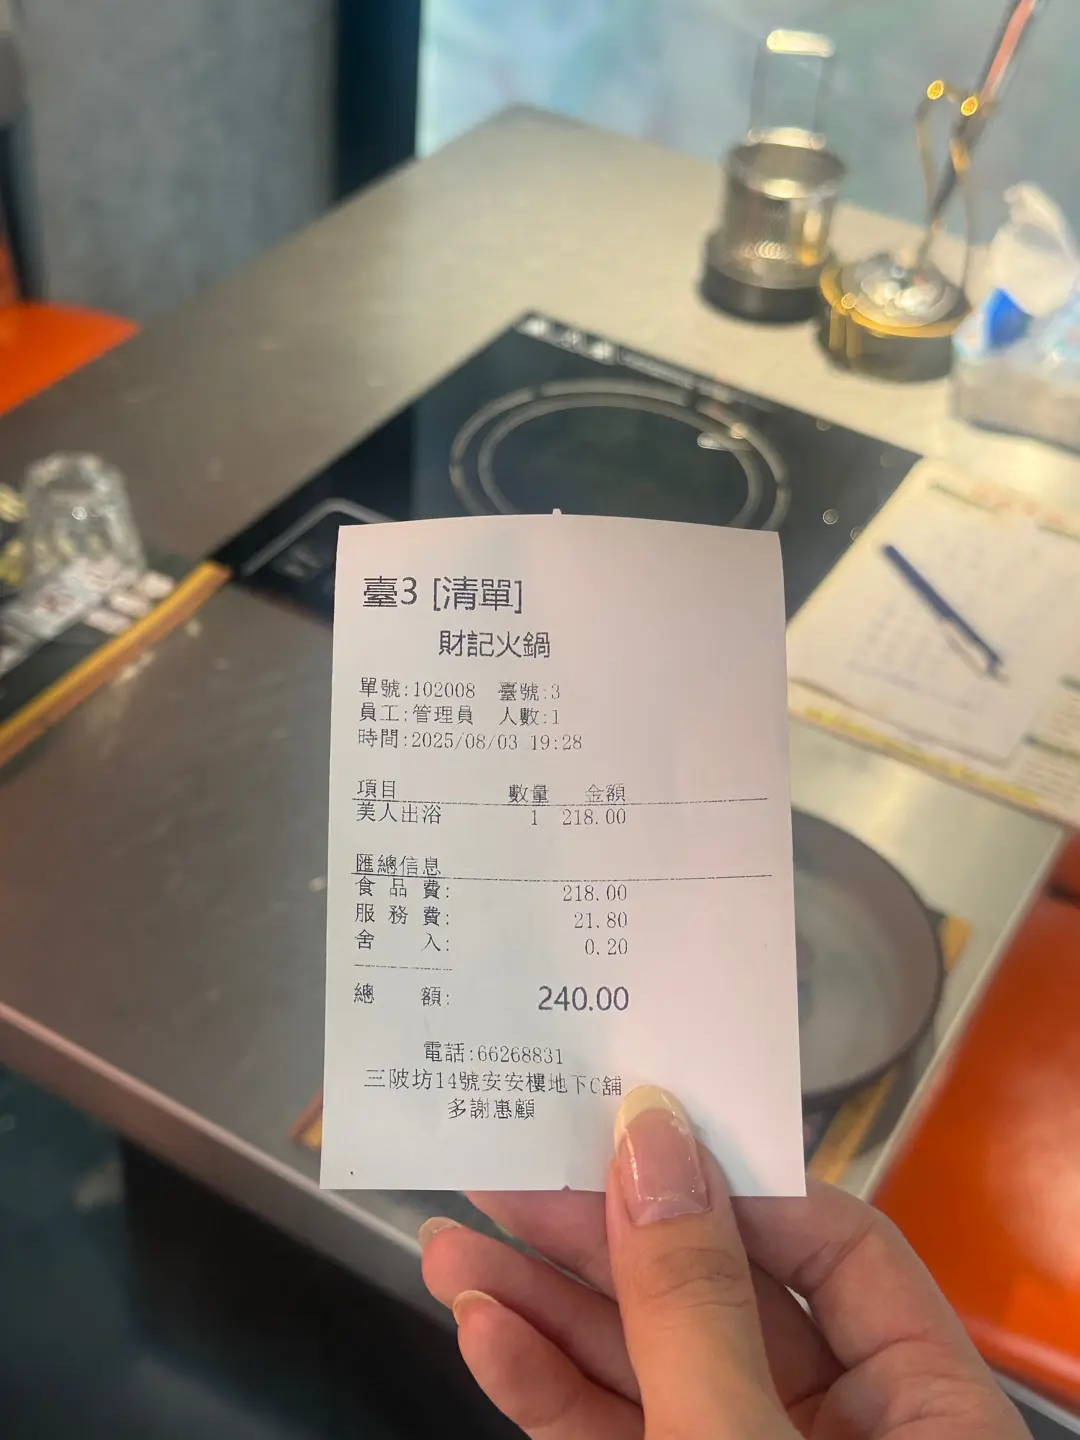 臺3 [清單]
財記火鍋
單號:102008 臺號:3
員工:管理員 人數:1
時間:2025/08/03 19:28
項目 數量 金額
美人出浴 1 218.00
匯總信息
食品費: 218.00
服務費: 21.80
舍入: 0.20
總額: 240.00
電話:66268831
三陂坊14號安安樓地下C舖
多謝惠顧